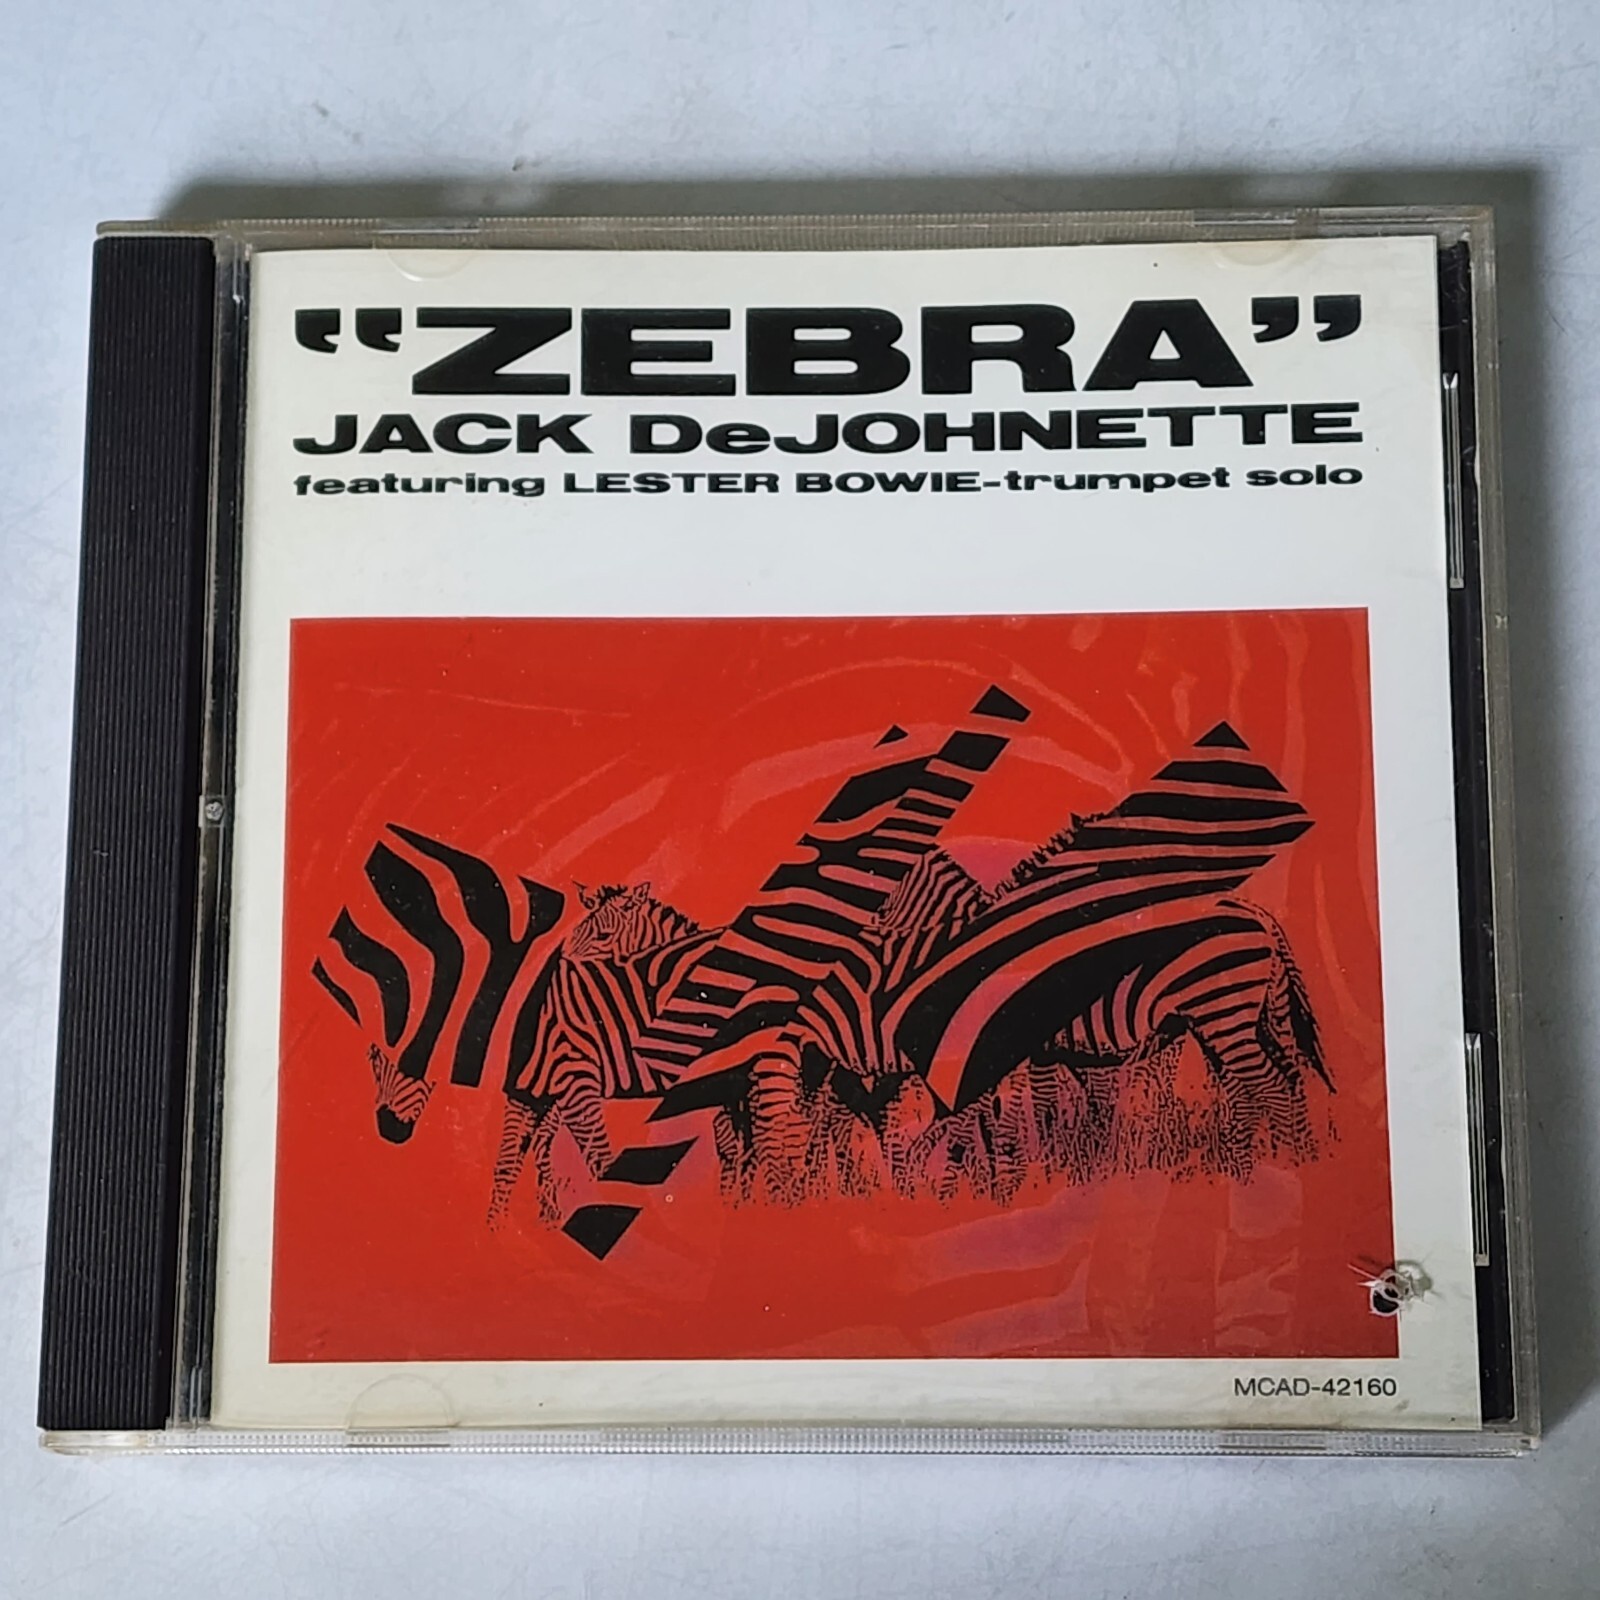 “ZEBRA”
JACK DeJOHNETTE
featuring LESTER BOWIE-trumpet solo
MCAD-42160